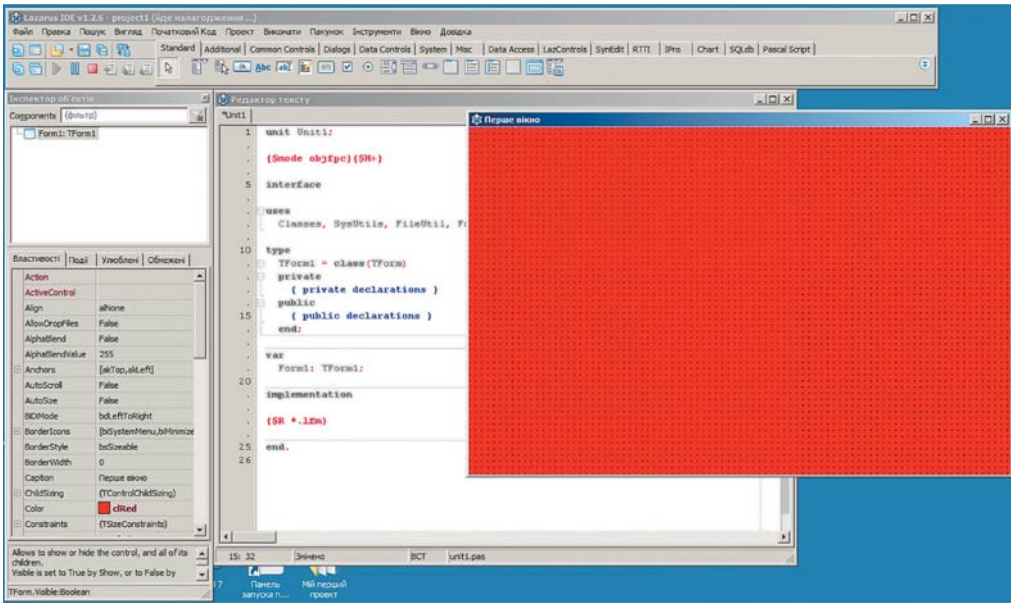 Lazarus IDE v1.2.6 - project1 (йде налагодження ...)
Файл Правка Пошук Вигляд Початковий Код Проект Виконати Пакунок Інструменти Вікно Довідка
Standard Additional Common Controls Dialogs Data Controls System Misc Data Access LazControls SynEdit RTTI IPro Chart SQLdb Pascal Script
Abc
Інспектор об'єктів
Components (фільтр)
Form1: TForm1
Властивості Події Улюблені Обмежені
Action
ActiveControl
Align alNone
AllowDropFiles False
AlphaBlend False
AlphaBlendValue 255
Anchors [akTop,akLeft]
AutoScroll False
AutoSize False
BiDiMode bdLeftToRight
BorderIcons [biSystemMenu,biMinimize
BorderStyle bsSizeable
BorderWidth 0
Caption Перше вікно
ChildSizing (TControlChildSizing)
Color clRed
Constraints (TSizeConstraints)
Allows to show or hide the control, and all of its
children.
Visible is set to True by Show, or to False by
TForm.Visible:Boolean
Редактор тексту
*Unit1
1 unit Unit1;
{$mode objfpc}{$H+}
5 interface
uses
Classes, SysUtils, FileUtil, Fo
10 type
TForm1 = class(TForm)
private
{ private declarations }
public
15 { public declarations }
end;
var
Form1: TForm1;
20
implementation
{$R *.lfm}
25 end.
26
15: 32 Змінено ВСТ unit1.pas
Перше вікно
7 Панель
запуска п...
Мій перший
проект